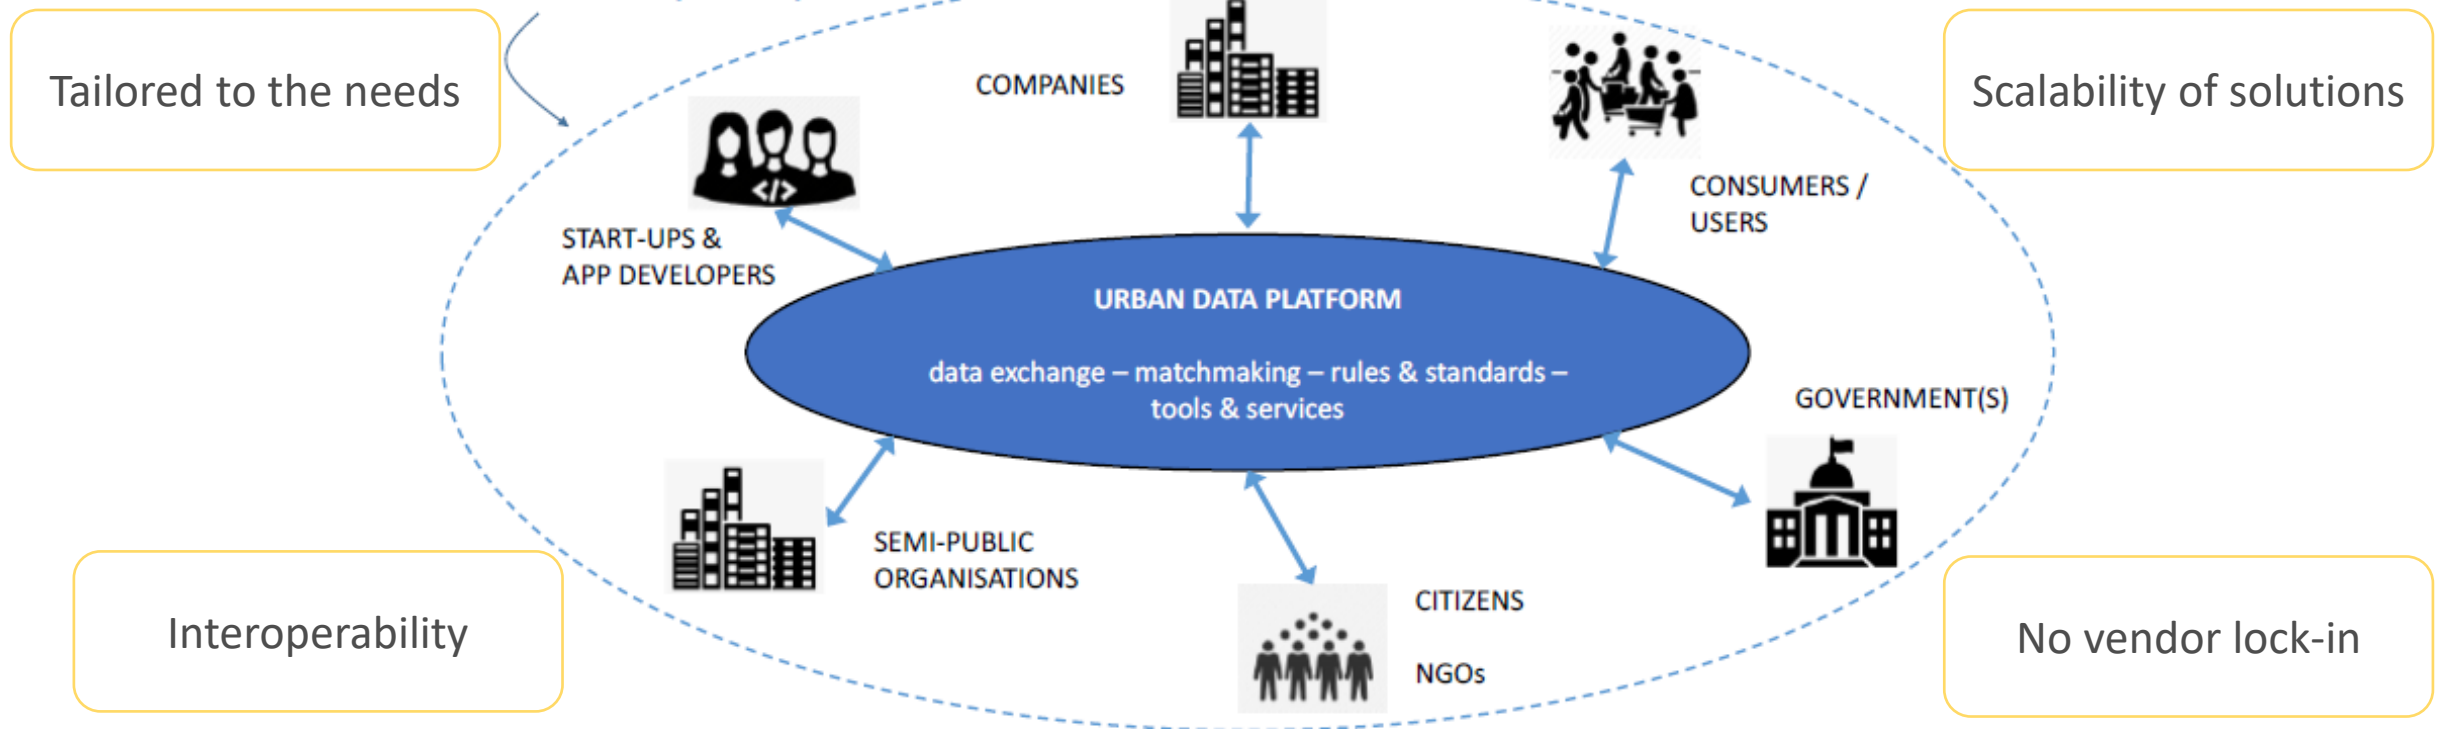 Tailored to the needs
COMPANIES
Scalability of solutions
CONSUMERS /
USERS
</>
START-UPS &
APP DEVELOPERS
URBAN DATA PLATFORM
data exchange – matchmaking – rules & standards –
tools & services
GOVERNMENT(S)
SEMI-PUBLIC
ORGANISATIONS
CITIZENS
NGOs
Interoperability
No vendor lock-in